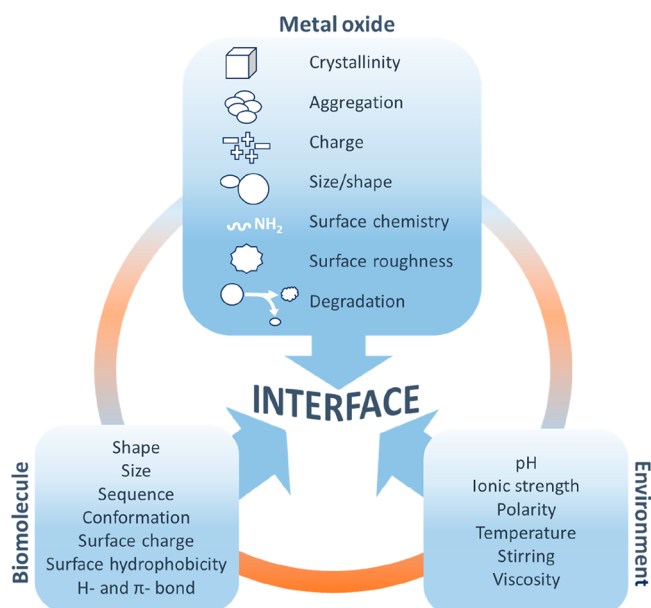 Metal oxide
Crystallinity
Aggregation
Charge
Size/shape
NH₂
Surface chemistry
Surface roughness
Degradation
INTERFACE
Biomolecule
Shape
Size
Sequence
Conformation
Surface charge
Surface hydrophobicity
H- and π- bond
pH
Ionic strength
Polarity
Temperature
Stirring
Viscosity
Environment